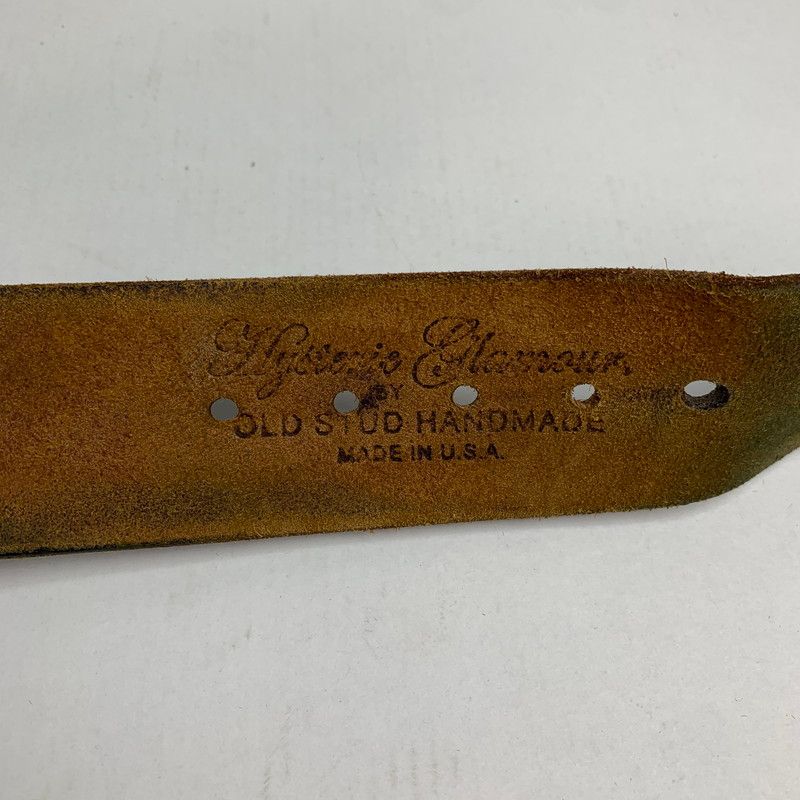 Hysteric Glamour.
BY
OLD STUD HANDMADE
MADE IN U.S.A.